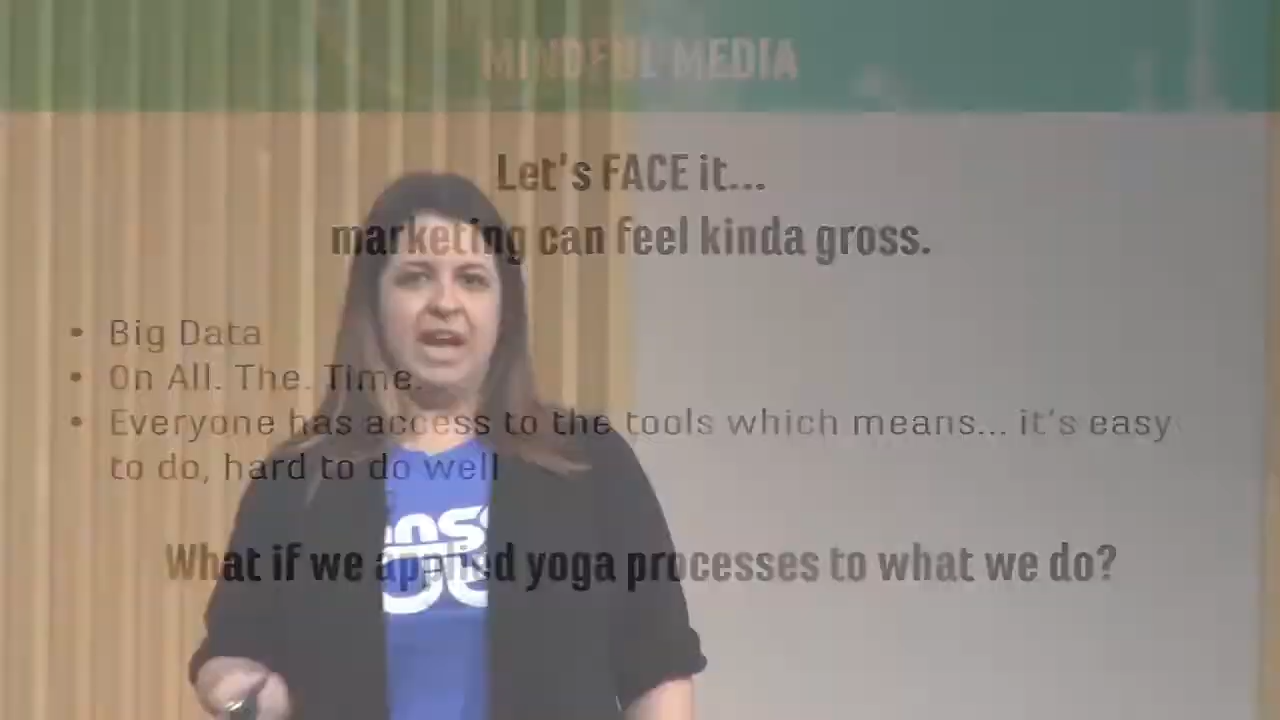 MINDFUL MEDIA
Let's FACE it...
marketing can feel kinda gross.
• Big Data
• On All. The. Time.
• Everyone has access to the tools which means... it's easy
to do, hard to do well
What if we applied yoga processes to what we do?